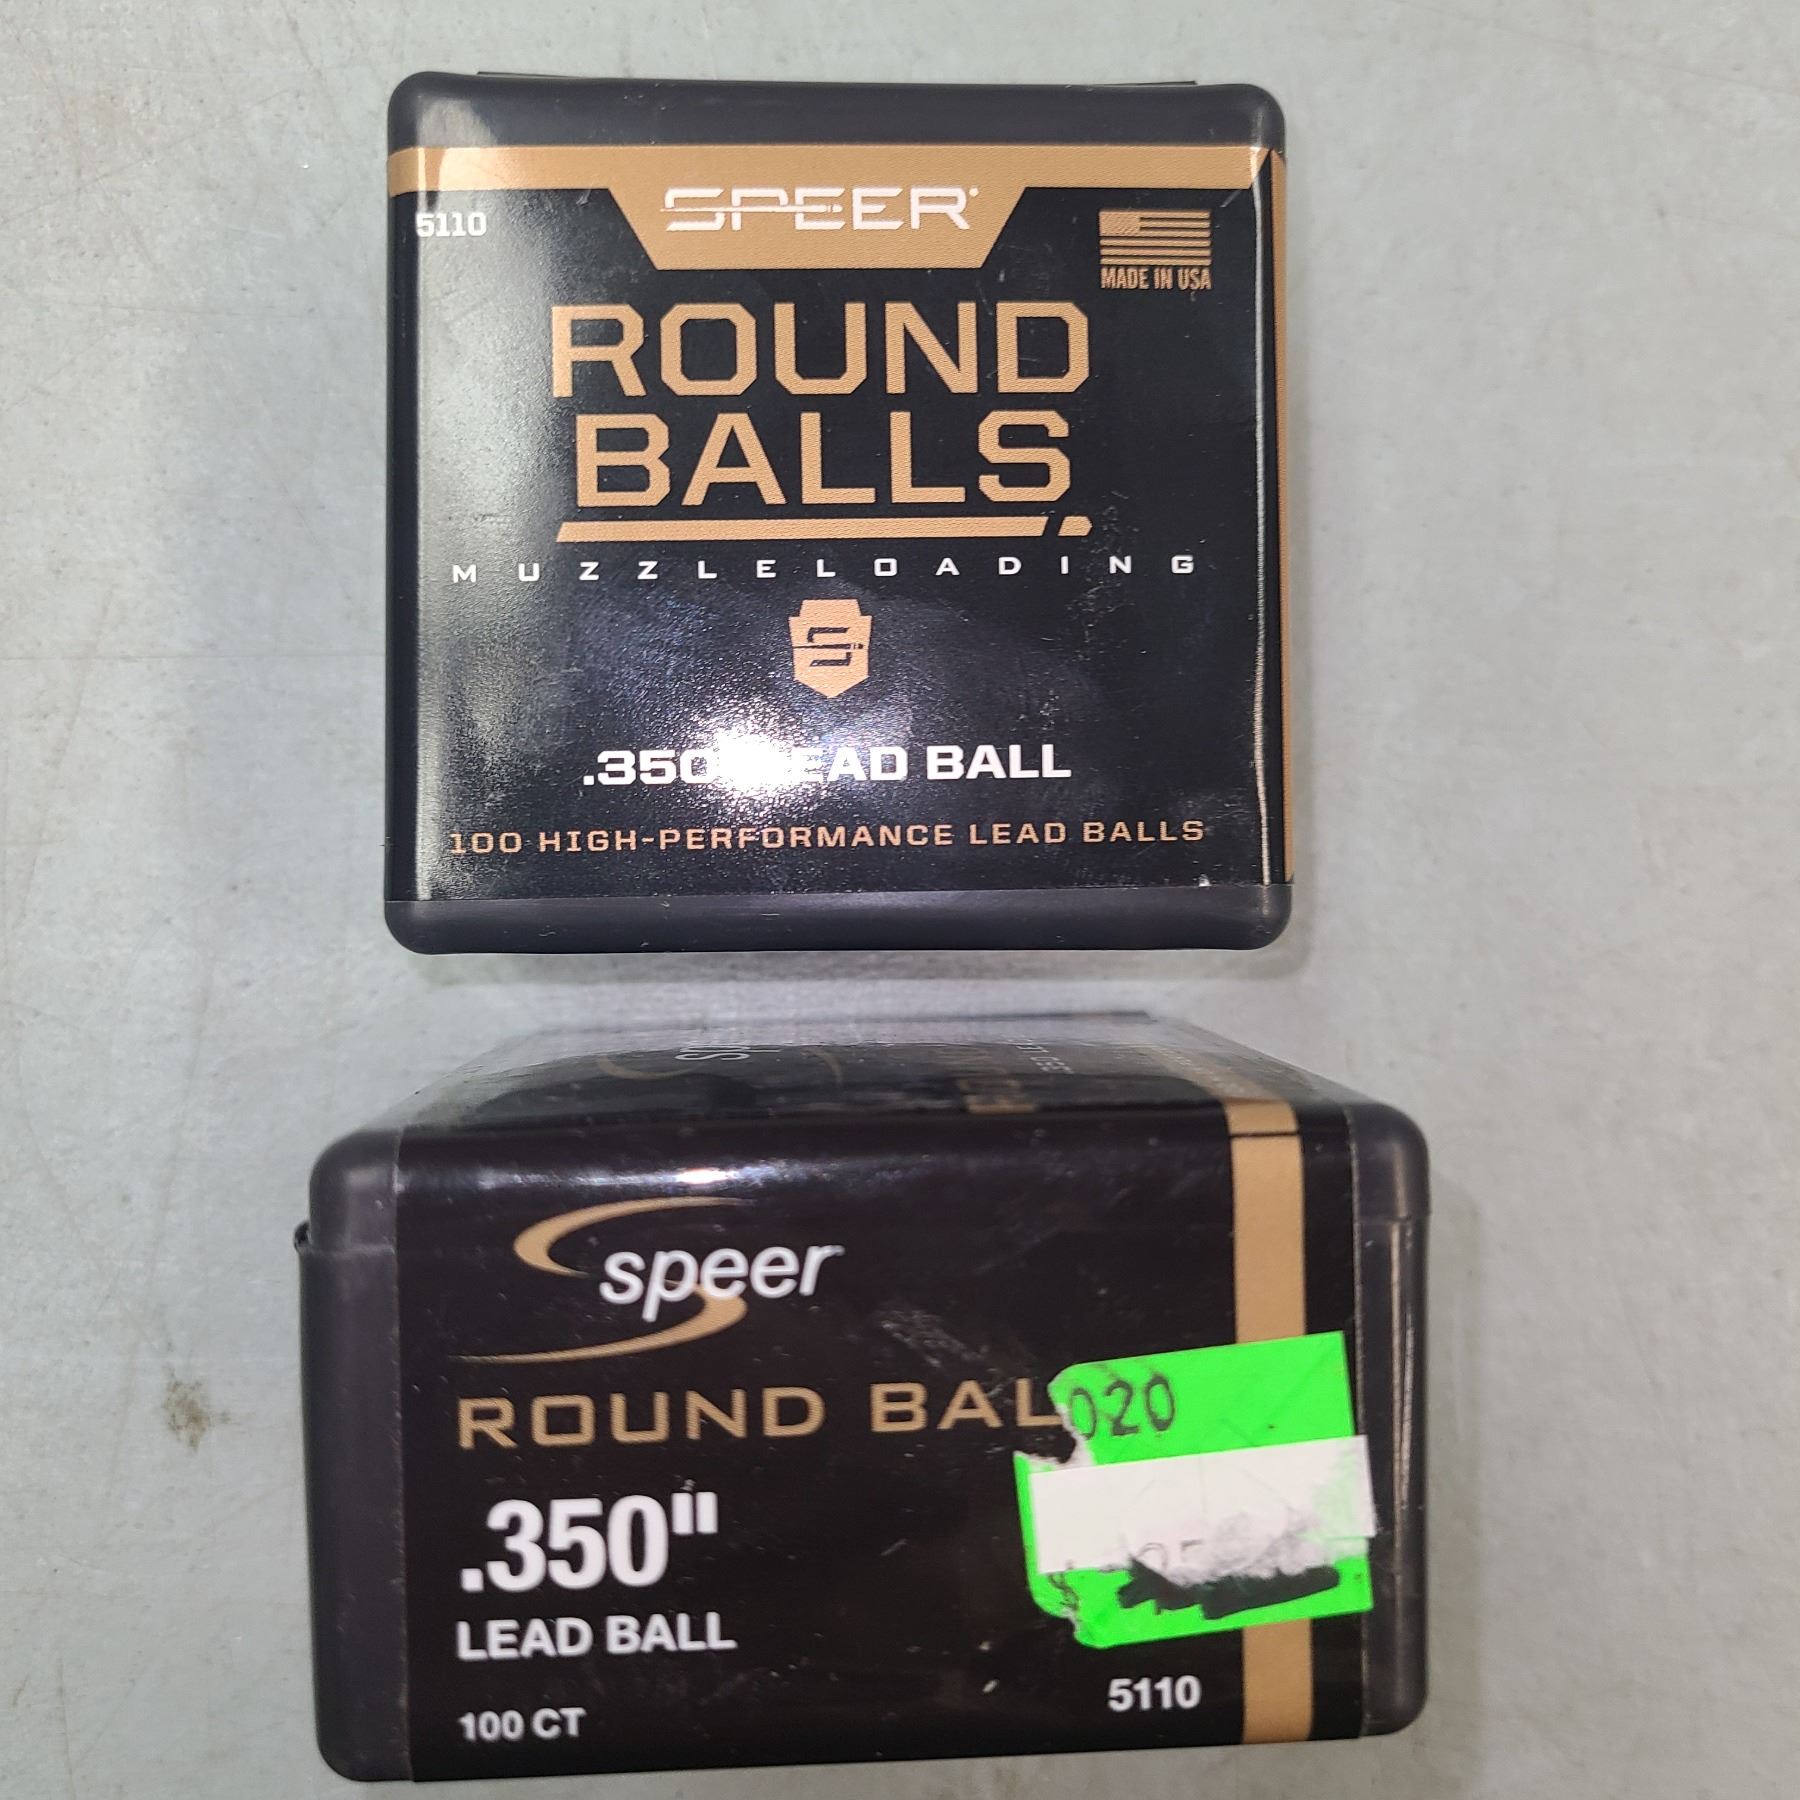 SPEER
5110
MADE IN USA
ROUND
BALLS
MUZZLELOADING
.350 LEAD BALL
100 HIGH-PERFORMANCE LEAD BALLS
speer
ROUND BAL
020
.350"
LEAD BALL
5110
100 CT